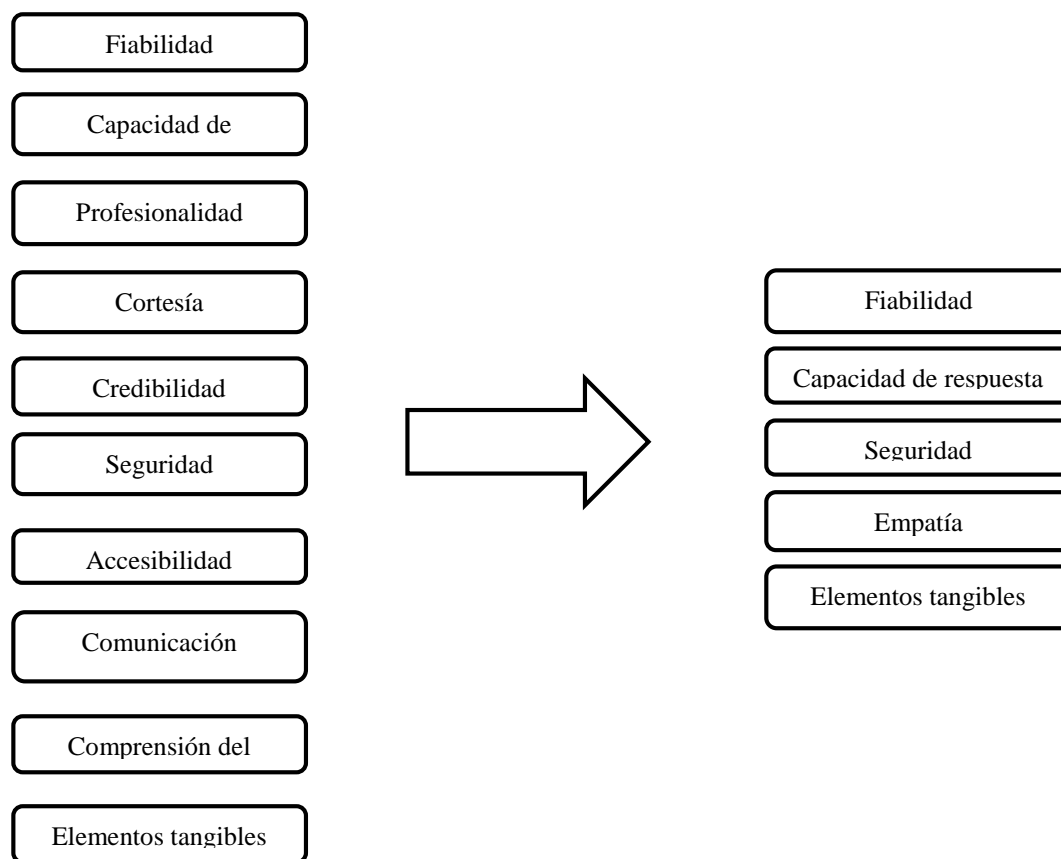 Fiabilidad
Capacidad de
Profesionalidad
Cortesía
Credibilidad
Seguridad
Accesibilidad
Comunicación
Comprensión del
Elementos tangibles
Fiabilidad
Capacidad de respuesta
Seguridad
Empatía
Elementos tangibles